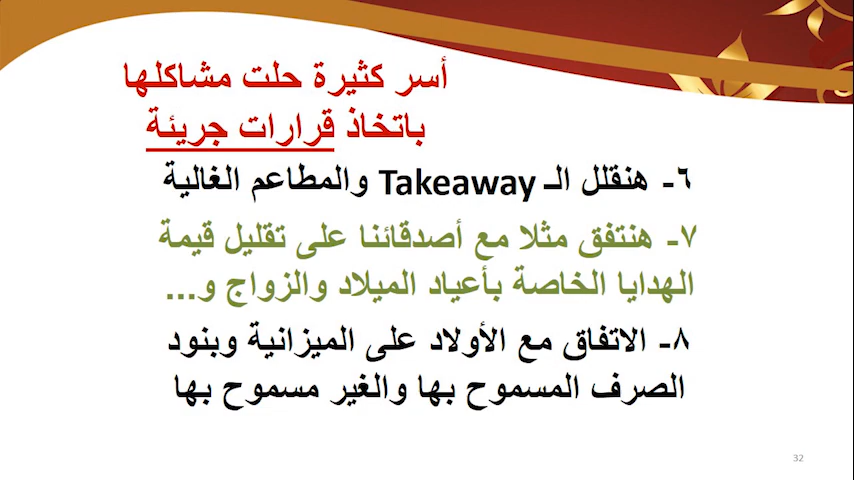 أسر كثيرة حلت مشاكلها
باتخاذ قرارات جريئة
٦- هنقلل الـ Takeaway والمطاعم الغالية
٧- هنتفق مثلا مع أصدقائنا على تقليل قيمة
الهدايا الخاصة بأعياد الميلاد والزواج و...
٨- الاتفاق مع الأولاد على الميزانية وبنود
الصرف المسموح بها والغير مسموح بها
32